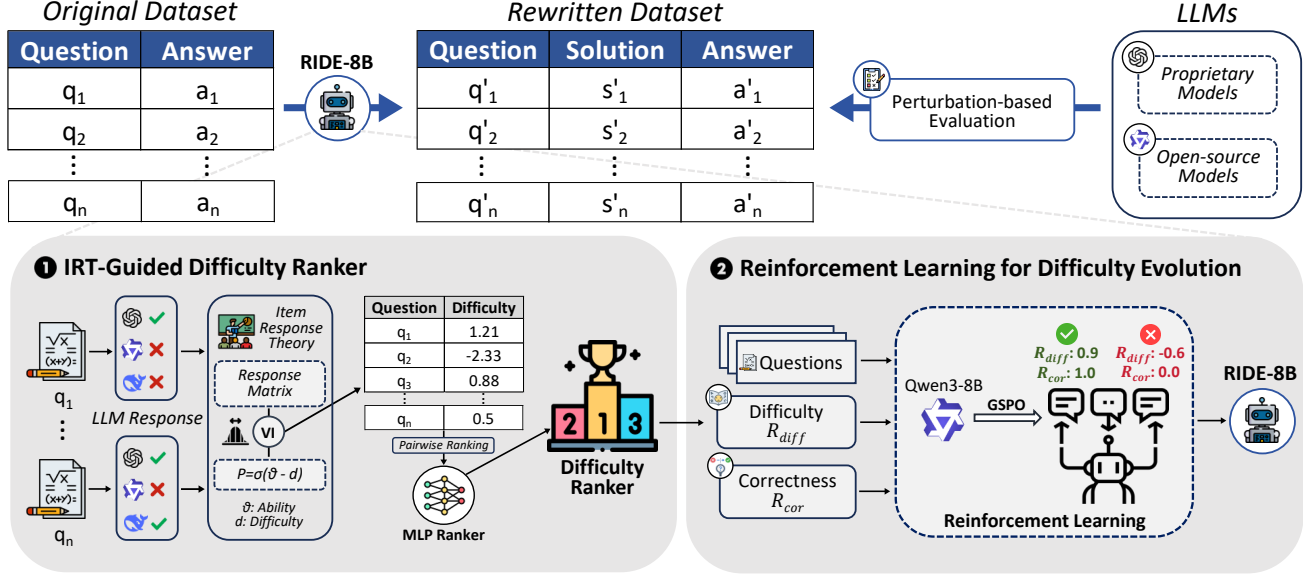 Original Dataset
Question Answer
q1 a1
q2 a2
⋮ ⋮
qn an
RIDE-8B
Rewritten Dataset
Question Solution Answer
q'1 s'1 a'1
q'2 s'2 a'2
⋮ ⋮ ⋮
q'n s'n a'n
Perturbation-based
Evaluation
LLMs
Proprietary
Models
Open-source
Models
❶ IRT-Guided Difficulty Ranker
√x
(x+y)=
q1
⋮
√x
(x+y)=
qn
LLM Response
Item
Response
Theory
Response
Matrix
VI
P=σ(ϑ - d)
ϑ: Ability
d: Difficulty
Question Difficulty
q1 1.21
q2 -2.33
q3 0.88
⋮ ⋮
qn 0.5
Pairwise Ranking
MLP Ranker
2 1 3
Difficulty
Ranker
❷ Reinforcement Learning for Difficulty Evolution
Questions
Difficulty
Rdiff
Correctness
Rcor
Qwen3-8B
GSPO
Rdiff: 0.9
Rcor: 1.0
Rdiff: -0.6
Rcor: 0.0
Reinforcement Learning
RIDE-8B